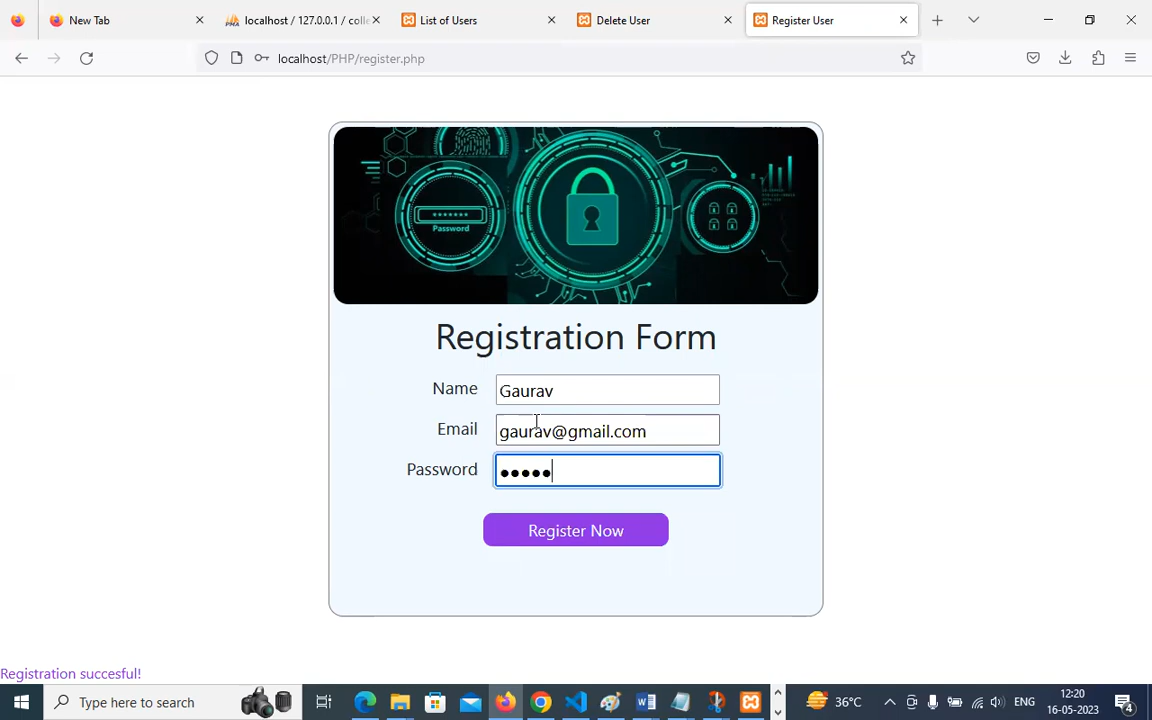 New Tab
localhost / 127.0.0.1 / colle
List of Users
Delete User
Register User
localhost/PHP/register.php
Password
Registration Form
Name
Gaurav
Email
gaurav@gmail.com
Password
Register Now
Registration succesful!
Type here to search
36°C
ENG
12:20
16-05-2023
4